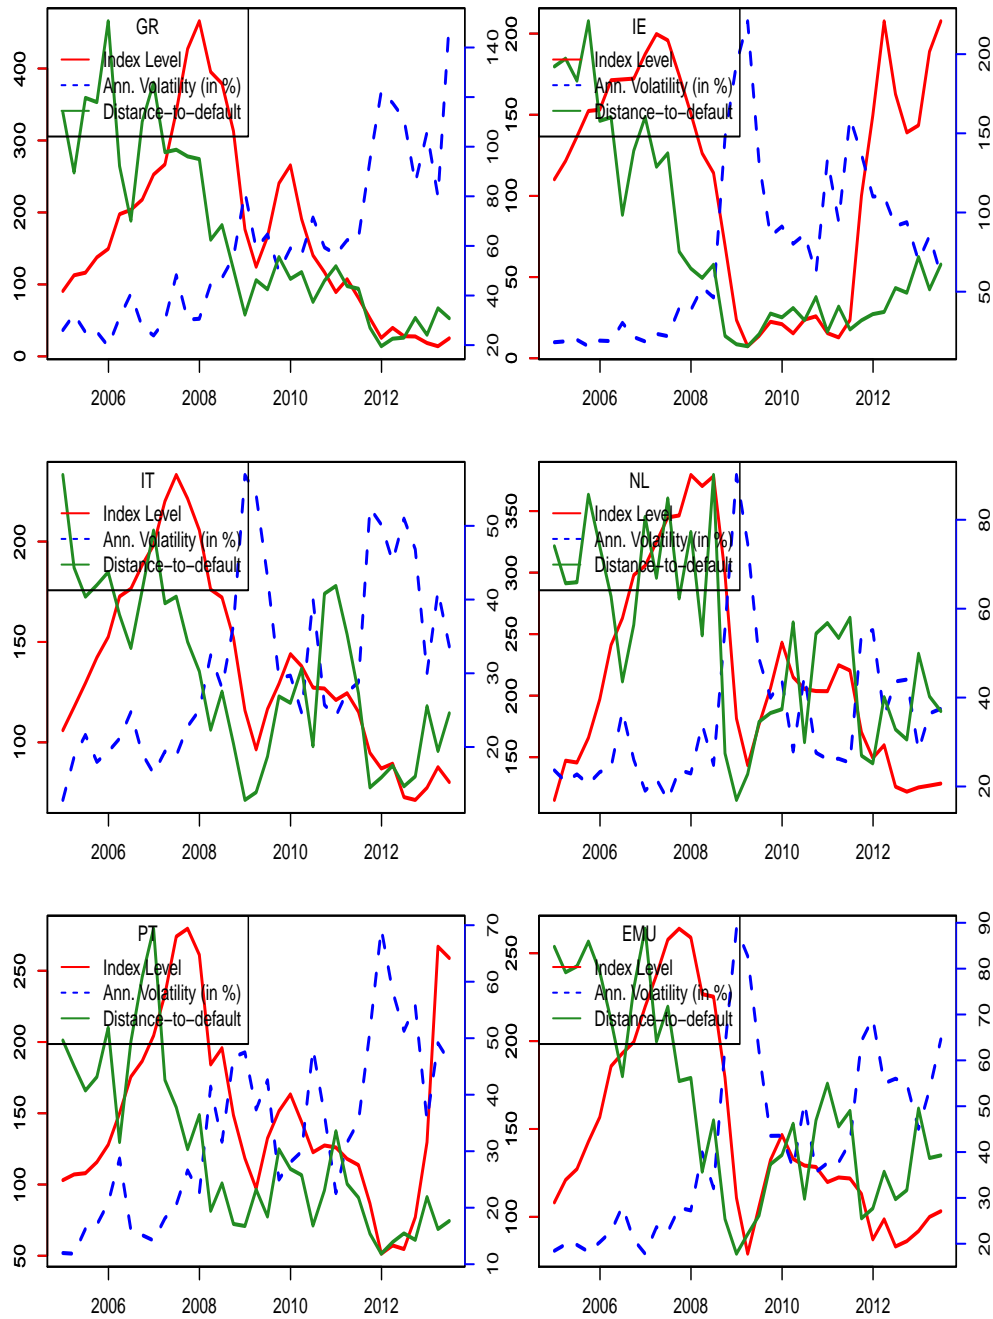 GR
Index Level
Ann. Volatility (in %)
Distance-to-default
0 100 200 300 400
20 40 60 80 100 140
2006 2008 2010 2012
IE
Index Level
Ann. Volatility (in %)
Distance-to-default
0 50 100 150 200
50 100 150 200
2006 2008 2010 2012
IT
Index Level
Ann. Volatility (in %)
Distance-to-default
100 150 200
20 30 40 50
2006 2008 2010 2012
NL
Index Level
Ann. Volatility (in %)
Distance-to-default
150 200 250 300 350
20 40 60 80
2006 2008 2010 2012
PT
Index Level
Ann. Volatility (in %)
Distance-to-default
50 100 150 200 250
10 20 30 40 50 60 70
2006 2008 2010 2012
EMU
Index Level
Ann. Volatility (in %)
Distance-to-default
100 150 200 250
20 30 40 50 60 70 80 90
2006 2008 2010 2012